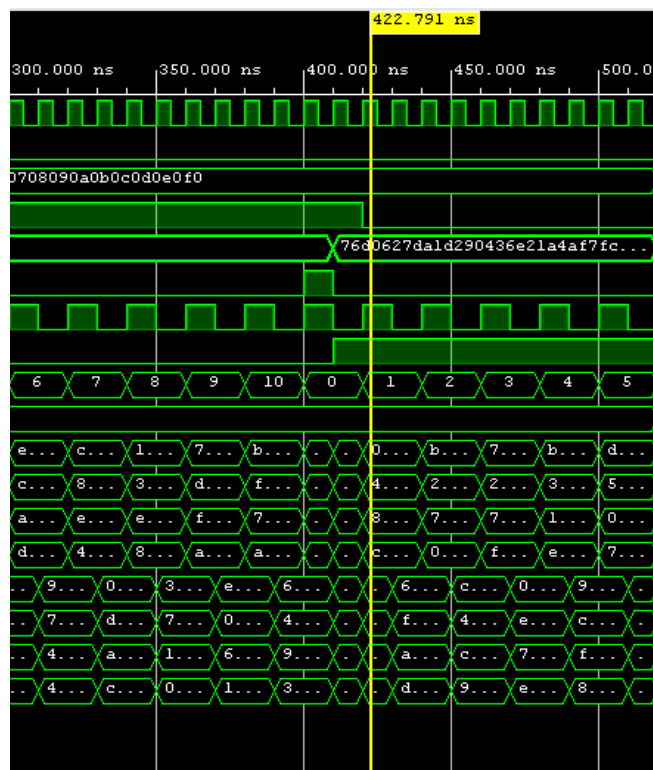 422.791 ns
300.000 ns 350.000 ns 400.000 ns 450.000 ns 500.0
0708090a0b0c0d0e0f0
76d0627da1d290436e21a4af7fc...
6 7 8 9 10 0 1 2 3 4 5
e... c... 1... 7... b... . . . 0... b... 7... b... d...
c... 8... 3... d... f... . . . 4... 2... 2... 3... 5...
a... e... e... f... 7... . . . 8... 7... 7... 1... 0...
d... 4... 8... a... a... . . . c... 0... f... e... 7...
.. 9... 0... 3... e... 6... . . . 6... c... 0... 9... .
.. 7... d... 7... 0... 4... . . . f... 4... e... c... .
.. 4... a... 1... 6... 9... . . . a... c... 7... f... .
.. 4... c... 0... 1... 3... . . . d... 9... e... 8... .